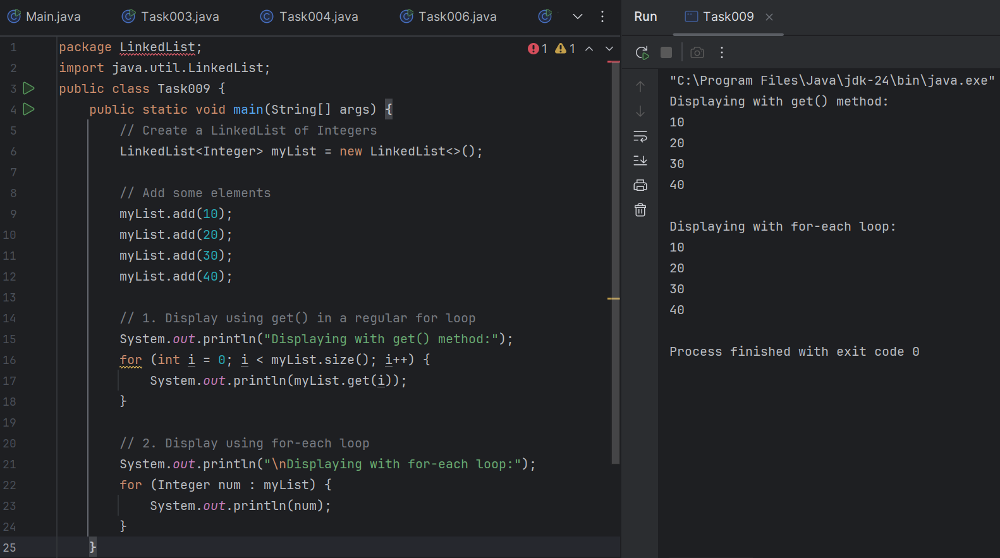 Main.java Task003.java Task004.java Task006.java
1 package LinkedList; 1 1
2 import java.util.LinkedList;
3 public class Task009 {
4 public static void main(String[] args) {
5 // Create a LinkedList of Integers
6 LinkedList<Integer> myList = new LinkedList<>();
7
8 // Add some elements
9 myList.add(10);
10 myList.add(20);
11 myList.add(30);
12 myList.add(40);
13
14 // 1. Display using get() in a regular for loop
15 System.out.println("Displaying with get() method:");
16 for (int i = 0; i < myList.size(); i++) {
17 System.out.println(myList.get(i));
18 }
19
20 // 2. Display using for-each loop
21 System.out.println("\nDisplaying with for-each loop:");
22 for (Integer num : myList) {
23 System.out.println(num);
24 }
25 }
Run Task009
"C:\Program Files\Java\jdk-24\bin\java.exe"
Displaying with get() method:
10
20
30
40
Displaying with for-each loop:
10
20
30
40
Process finished with exit code 0